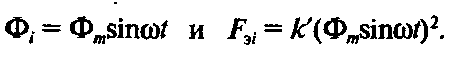 Φᵢ = Φₘsinωt и Fэᵢ = k′(Φₘsinωt)².